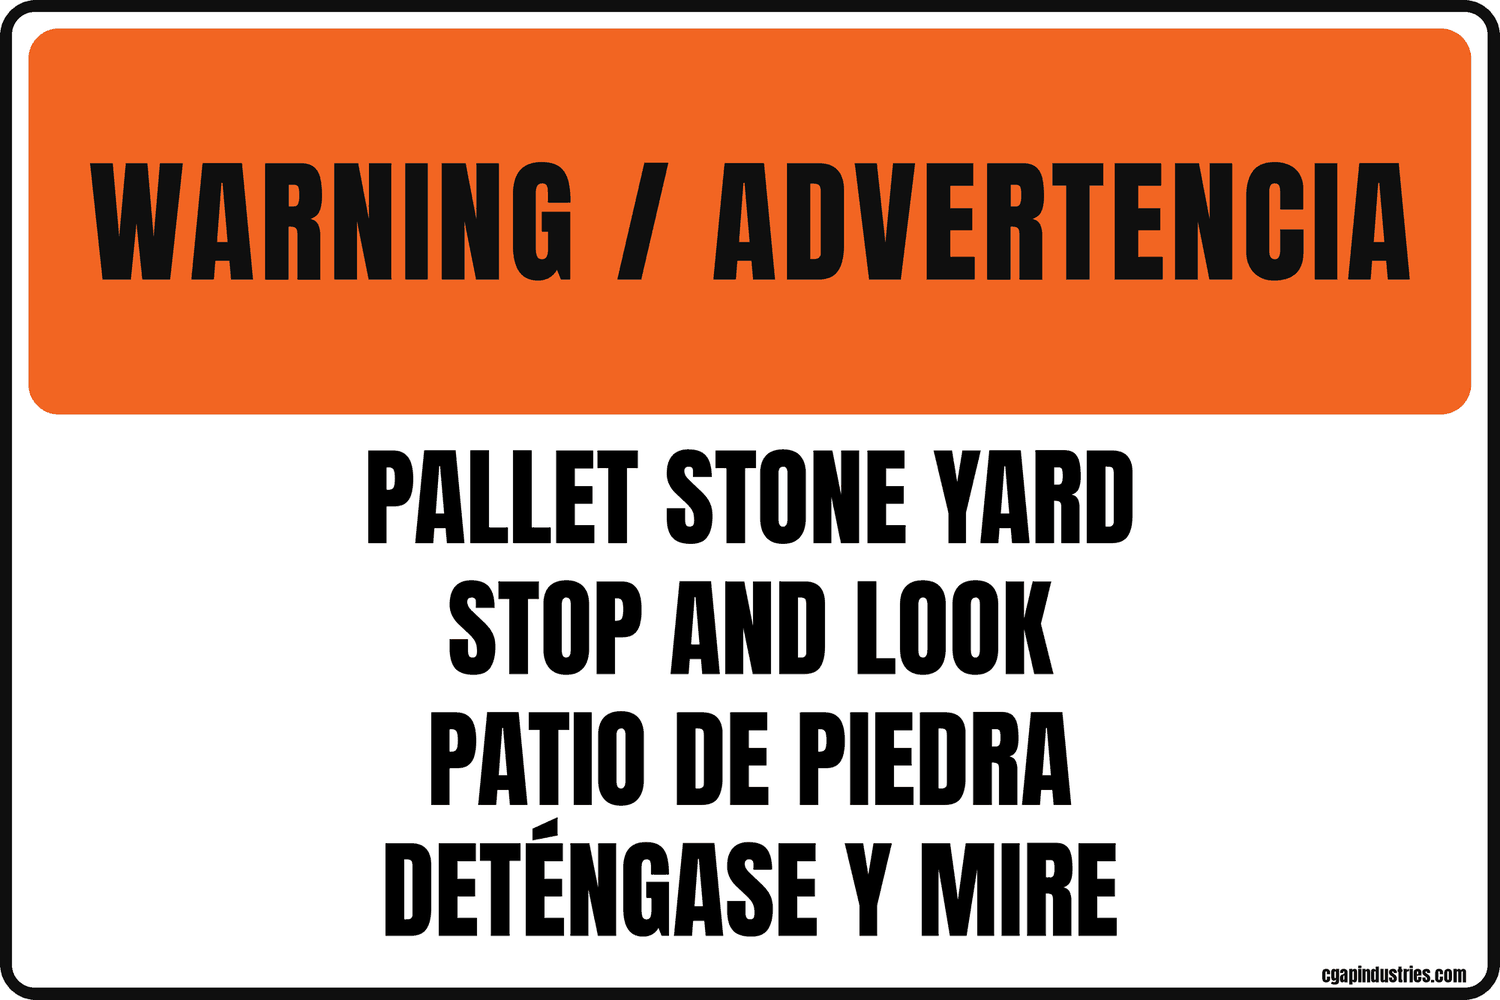 WARNING / ADVERTENCIA
PALLET STONE YARD
STOP AND LOOK
PATIO DE PIEDRA
DETÉNGASE Y MIRE
cgapindustries.com